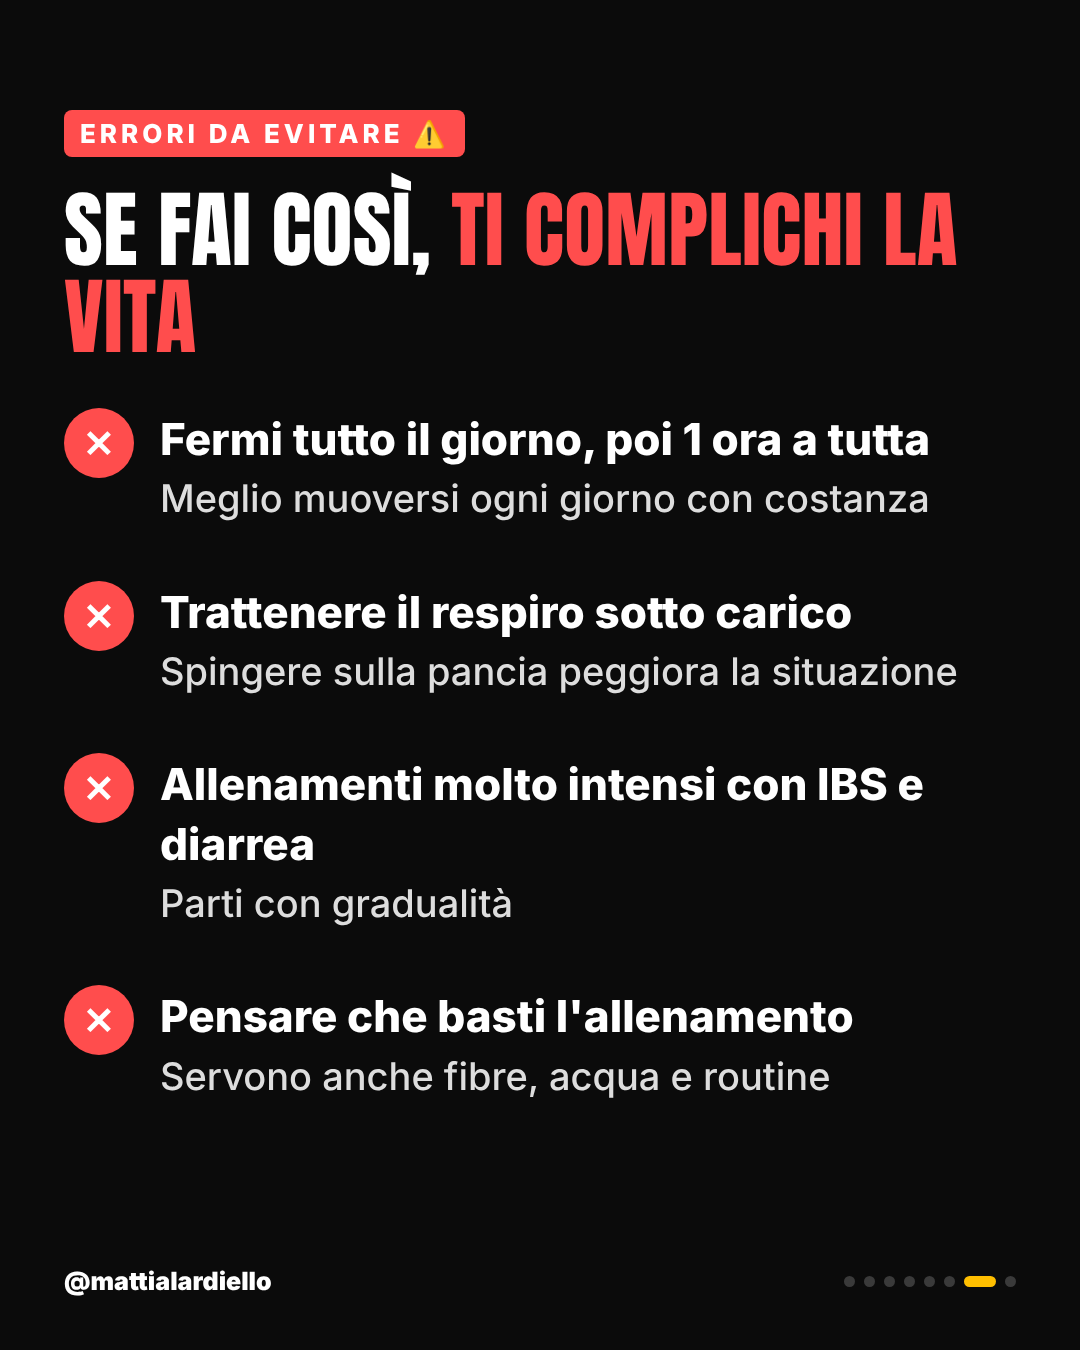 ERRORI DA EVITARE ⚠️
SE FAI COSÌ, TI COMPLICHI LA
VITA
✕ Fermi tutto il giorno, poi 1 ora a tutta
Meglio muoversi ogni giorno con costanza
✕ Trattenere il respiro sotto carico
Spingere sulla pancia peggiora la situazione
✕ Allenamenti molto intensi con IBS e
diarrea
Parti con gradualità
✕ Pensare che basti l'allenamento
Servono anche fibre, acqua e routine
@mattialardiello